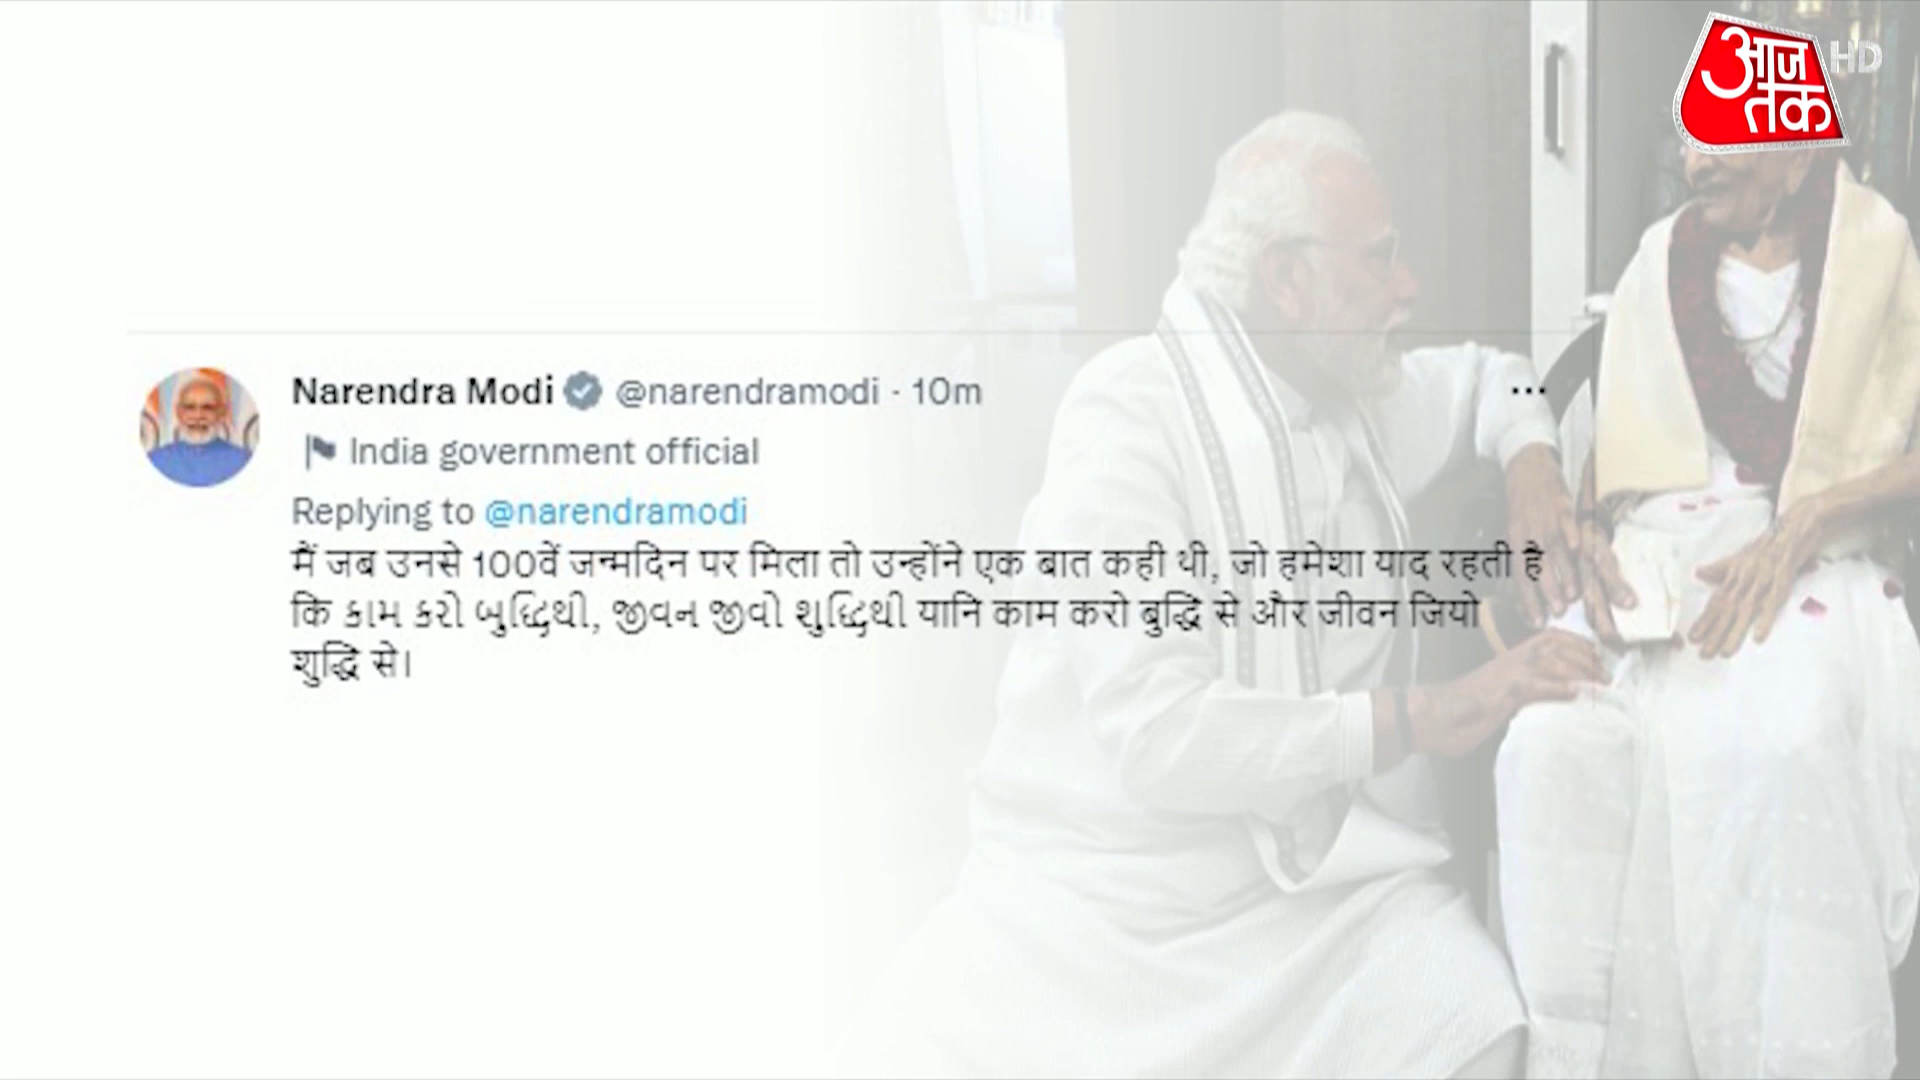 आज तक HD
Narendra Modi @narendramodi · 10m ...
India government official
Replying to @narendramodi
मैं जब उनसे 100वें जन्मदिन पर मिला तो उन्होंने एक बात कही थी, जो हमेशा याद रहती है
कि કામ કરો બુદ્ધિથી, જીવન જીવો શુદ્ધિથી यानि काम करो बुद्धि से और जीवन जियो
शुद्धि से।